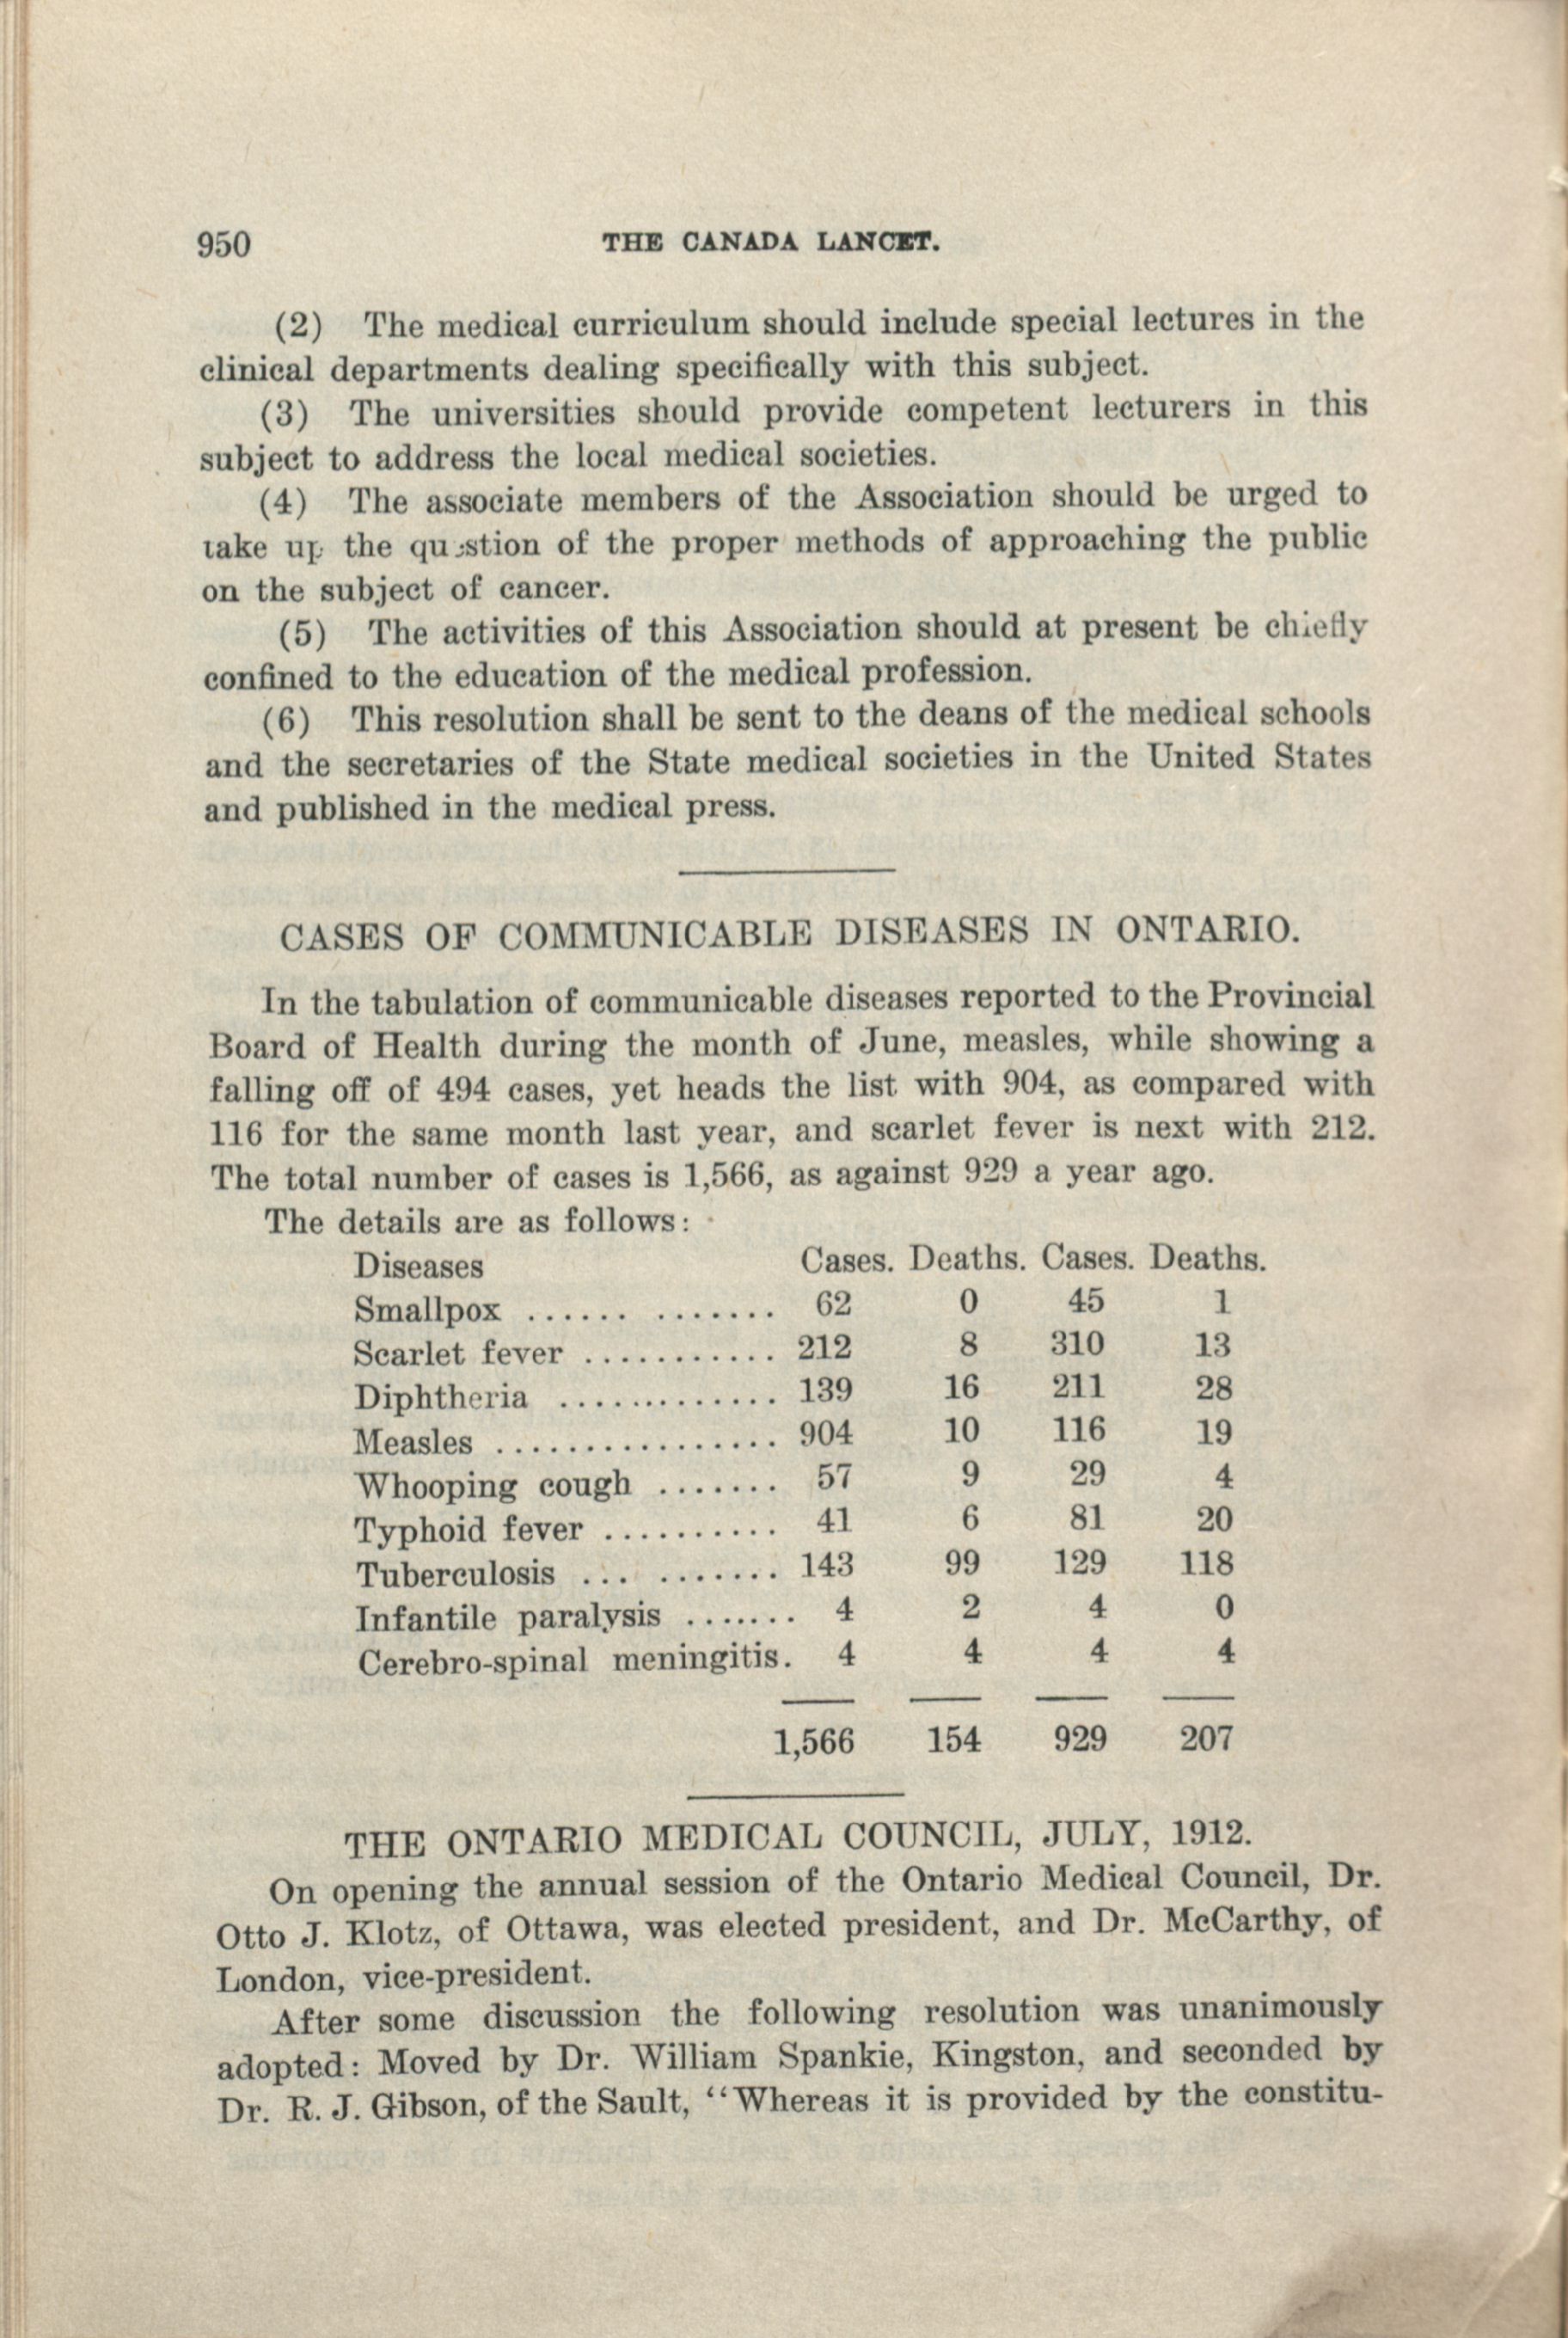 950 THE CANADA LANCET.
(2) The medical curriculum should include special lectures in the
clinical departments dealing specifically with this subject.
(3) The universities should provide competent lecturers in this
subject to address the local medical societies.
(4) The associate members of the Association should be urged to
take up the question of the proper methods of approaching the public
on the subject of cancer.
(5) The activities of this Association should at present be chiefly
confined to the education of the medical profession.
(6) This resolution shall be sent to the deans of the medical schools
and the secretaries of the State medical societies in the United States
and published in the medical press.
CASES OF COMMUNICABLE DISEASES IN ONTARIO.
In the tabulation of communicable diseases reported to the Provincial
Board of Health during the month of June, measles, while showing a
falling off of 494 cases, yet heads the list with 904, as compared with
116 for the same month last year, and scarlet fever is next with 212.
The total number of cases is 1,566, as against 929 a year ago.
The details are as follows:
Diseases Cases. Deaths. Cases. Deaths.
Smallpox ...... ....... 62 0 45 1
Scarlet fever ........... 212 8 310 13
Diphtheria ............. 139 16 211 28
Measles ................ 904 10 116 19
Whooping cough ....... 57 9 29 4
Typhoid fever .......... 41 6 81 20
Tuberculosis ... ....... 143 99 129 118
Infantile paralysis ....... 4 2 4 0
Cerebro-spinal meningitis. 4 4 4 4
1,566 154 929 207
THE ONTARIO MEDICAL COUNCIL, JULY, 1912.
On opening the annual session of the Ontario Medical Council, Dr.
Otto J. Klotz, of Ottawa, was elected president, and Dr. McCarthy, of
London, vice-president.
After some discussion the following resolution was unanimously
adopted: Moved by Dr. William Spankie, Kingston, and seconded by
Dr. R. J. Gibson, of the Sault, "Whereas it is provided by the constitu-